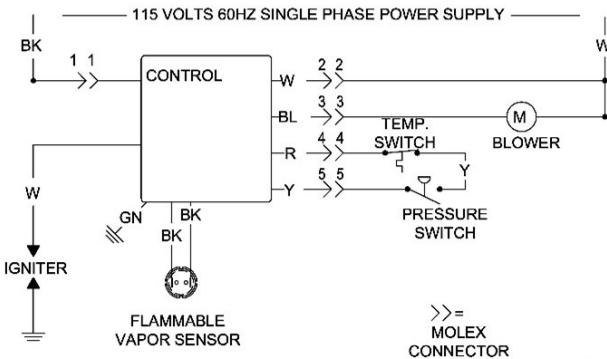 115 VOLTS 60HZ SINGLE PHASE POWER SUPPLY
BK
W
1 1
CONTROL
W
2 2
BL
3 3
M
BLOWER
R
4 4
TEMP.
SWITCH
Y
Y
5 5
PRESSURE
SWITCH
W
GN
BK
BK
IGNITER
FLAMMABLE
VAPOR SENSOR
>>=
MOLEX
CONNECTOR